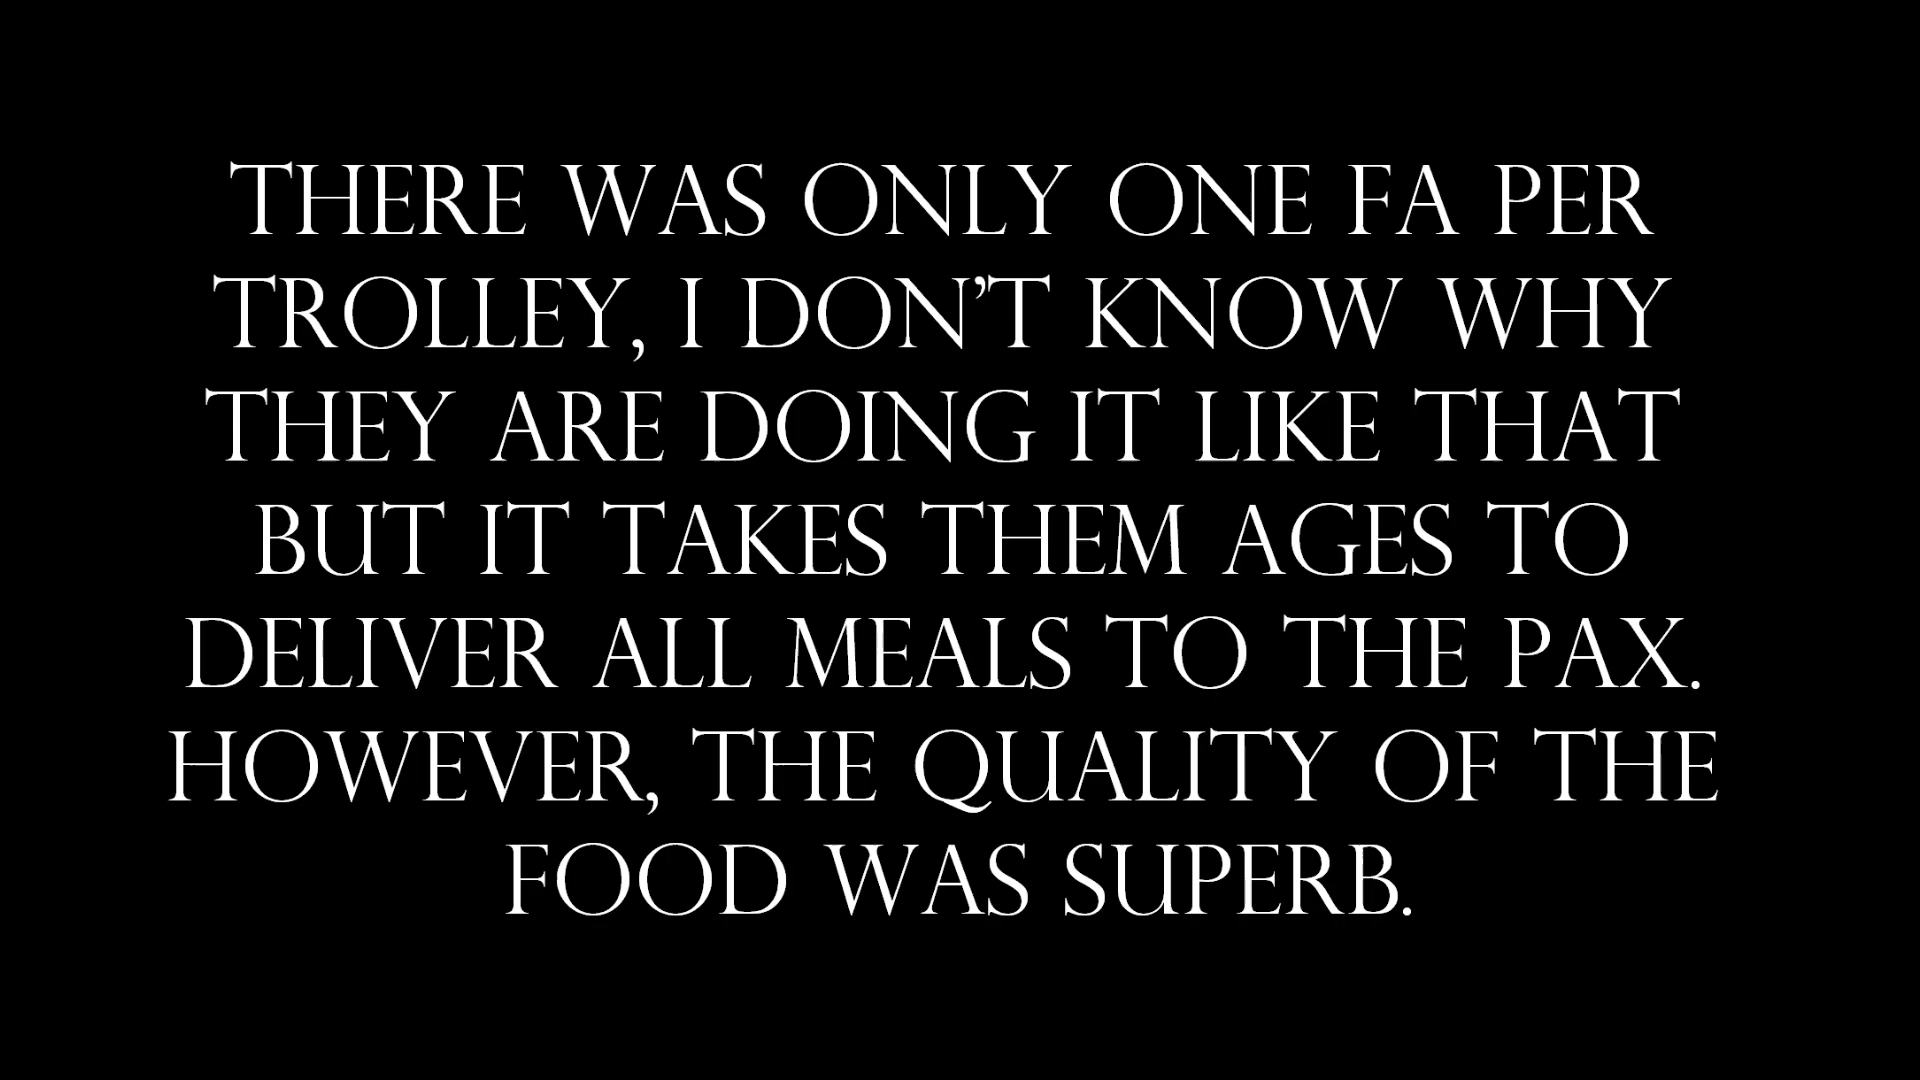 THERE WAS ONLY ONE FA PER
TROLLEY, I DON’T KNOW WHY
THEY ARE DOING IT LIKE THAT
BUT IT TAKES THEM AGES TO
DELIVER ALL MEALS TO THE PAX.
HOWEVER, THE QUALITY OF THE
FOOD WAS SUPERB.